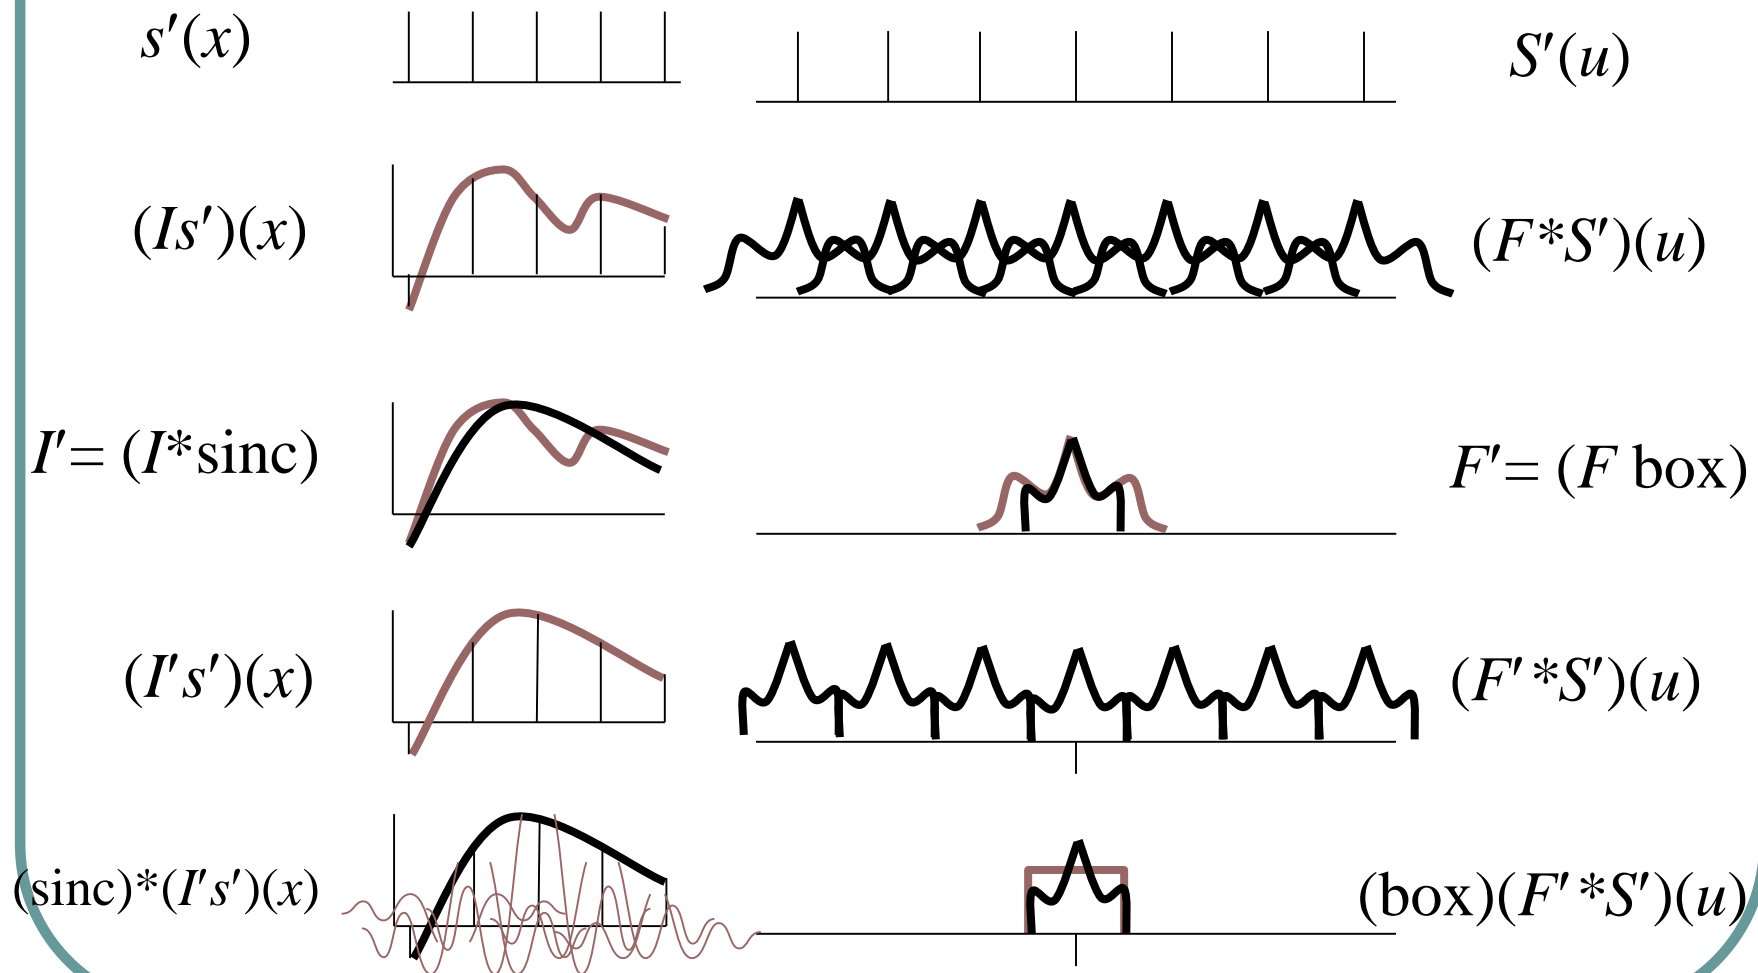 s′(x) S′(u)
(Is′)(x) (F*S′)(u)
I′= (I*sinc) F′= (F box)
(I′s′)(x) (F′*S′)(u)
(sinc)*(I′s′)(x) (box)(F′*S′)(u)